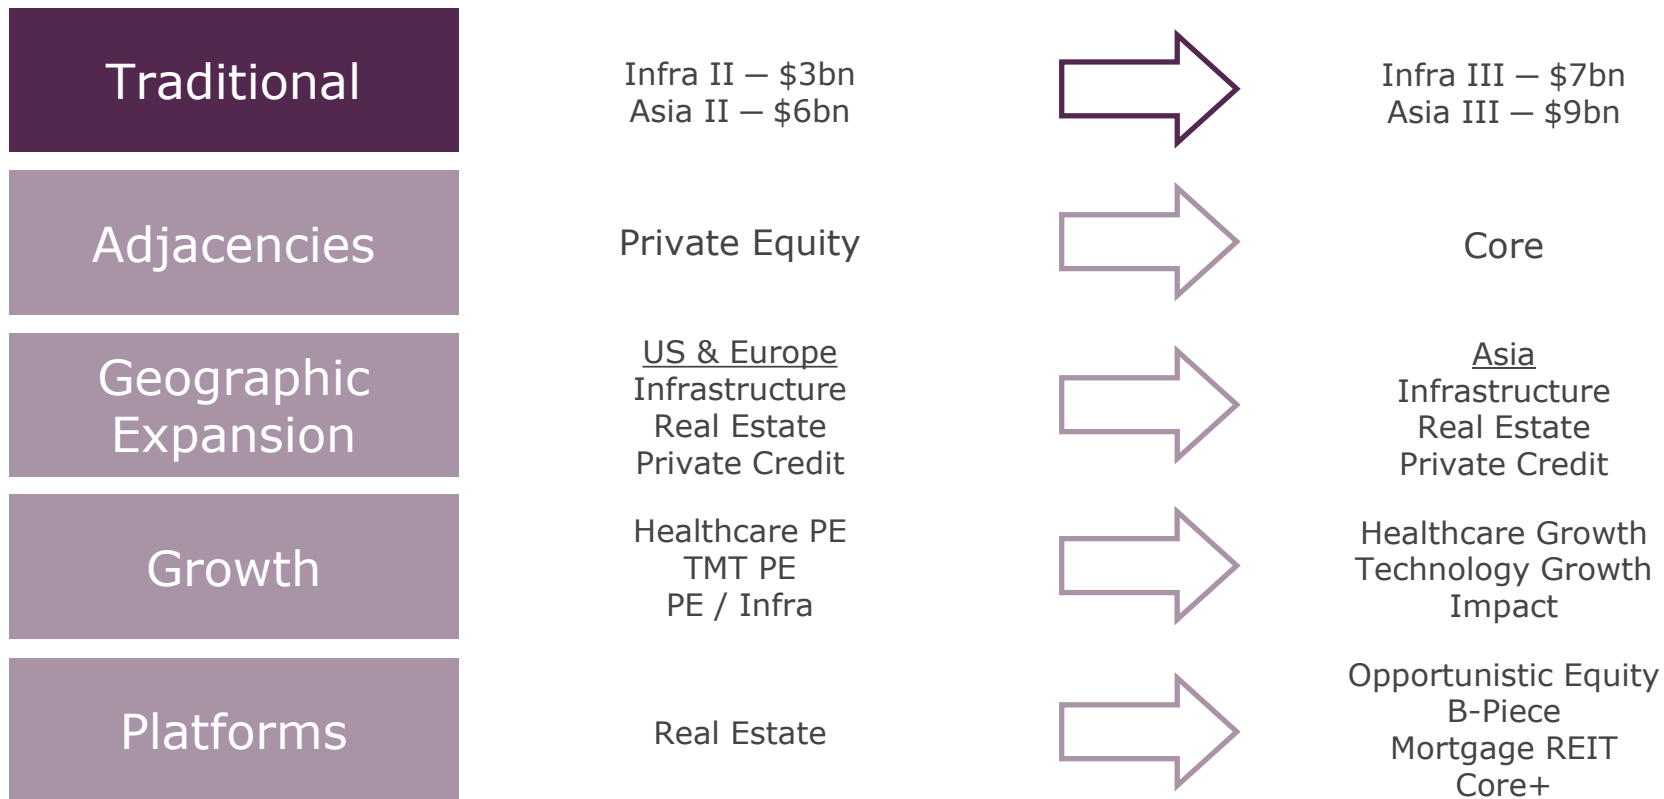 Traditional
Infra II — $3bn
Asia II — $6bn
Infra III — $7bn
Asia III — $9bn
Adjacencies
Private Equity
Core
Geographic
Expansion
US & Europe
Infrastructure
Real Estate
Private Credit
Asia
Infrastructure
Real Estate
Private Credit
Growth
Healthcare PE
TMT PE
PE / Infra
Healthcare Growth
Technology Growth
Impact
Platforms
Real Estate
Opportunistic Equity
B-Piece
Mortgage REIT
Core+